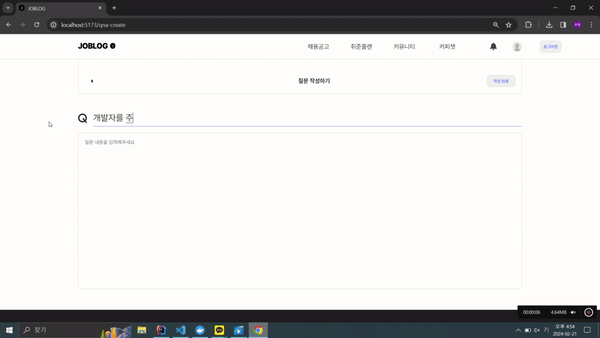 JOBLOG
localhost:5173/qna-create
JOBLOG
채용공고
취준플랜
커뮤니티
커피챗
로그아웃
질문 작성하기
작성 완료
Q 개발자를 주
질문 내용을 입력해주세요
00:00:06 4.64MB
찾기
가
오후 4:54
2024-02-21